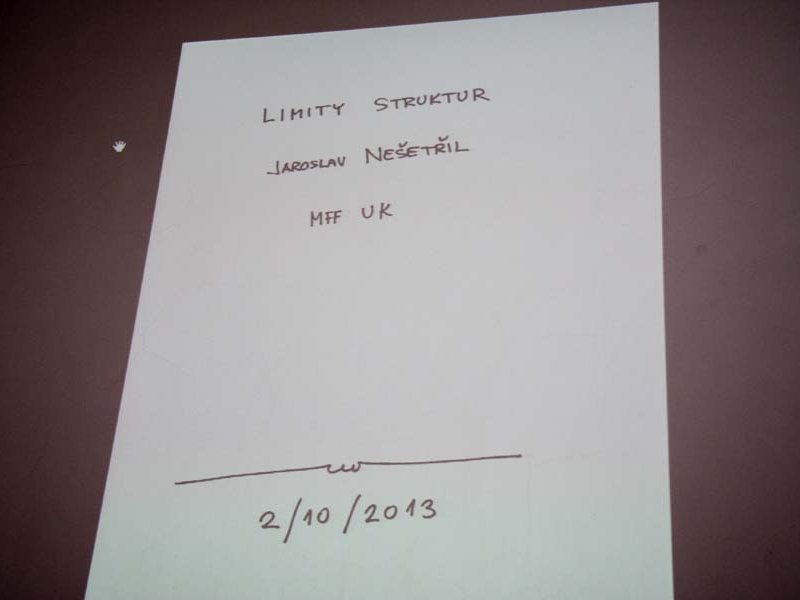 LIMITY STRUKTUR
JAROSLAV NEŠETŘIL
MFF UK
2/10/2013